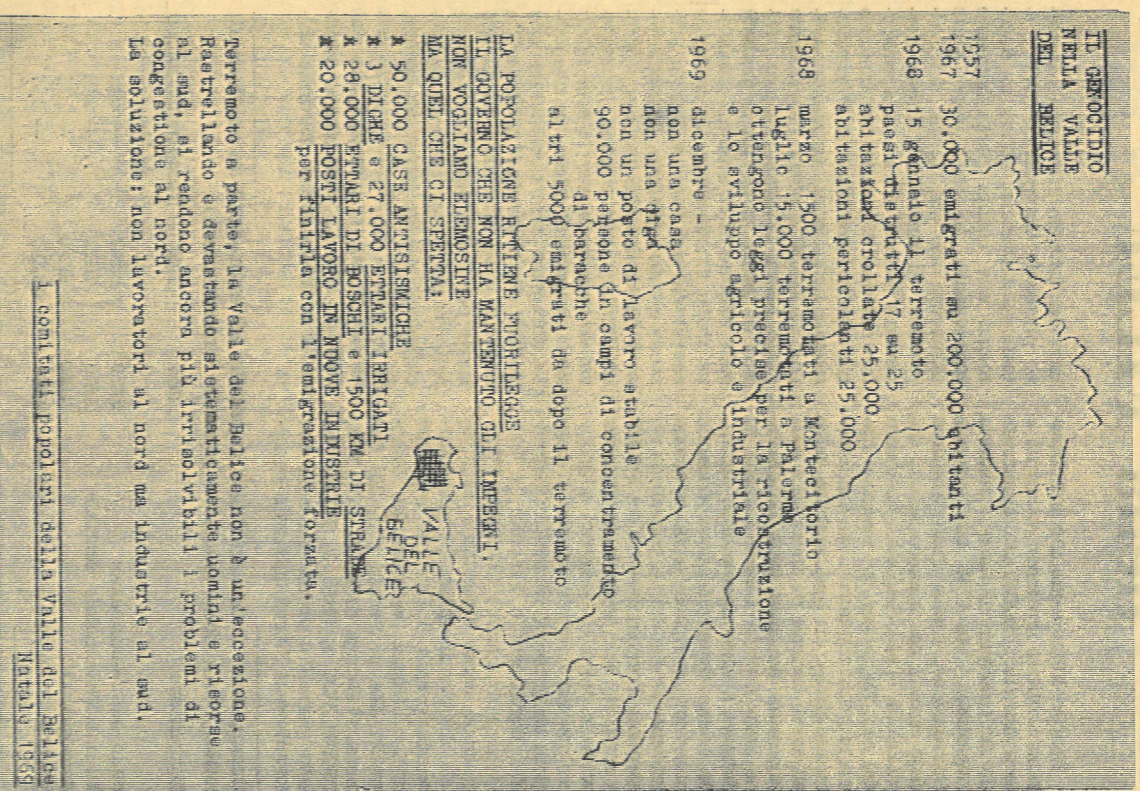 IL GENOCIDIO
NELLA VALLE
DEL BELICE
1957
1967 30.000 emigrati su 200.000 abitanti
1968 15 gennaio il terremoto
paesi distrutti 17 su 25
abitazioni crollate 25.000
abitazioni pericolanti 25.000
1968 marzo 1500 terremotati a Montecitorio
luglio 15.000 terremotati a Palermo
ottengono leggi precise per la ricostruzione
e lo sviluppo agricolo e industriale
1969 dicembre -
non una casa
non una diga
non un posto di lavoro stabile
90.000 persone in campi di concentramento
di baracche
altri 5000 emigrati da dopo il terremoto
LA POPOLAZIONE RITIENE FUORILEGGE
IL GOVERNO CHE NON HA MANTENUTO GLI IMPEGNI.
NON VOGLIAMO ELEMOSINE
MA QUEL CHE CI SPETTA:
* 50.000 CASE ANTISISMICHE
* 3 DIGHE e 27.000 ETTARI IRRIGATI
* 28.000 ETTARI DI BOSCHI e 1500 KM DI STRADE
* 20.000 POSTI LAVORO IN NUOVE INDUSTRIE
per finirla con l'emigrazione forzata.
VALLE
DEL
BELICE
Terremoto a parte, la Valle del Belice non è un'eccezione.
Rastrellando e devastando sistematicamente uomini e risorse
al sud, si rendono ancora più irrisolvibili i problemi di
congestione al nord.
La soluzione: non lavoratori al nord ma industrie al sud.
i comitati popolari della Valle del Belice
Natale 1969